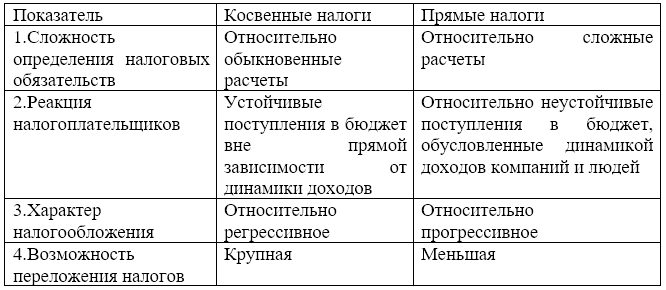 Показатель
Косвенные налоги
Прямые налоги
1.Сложность
определения налоговых
обязательств
Относительно
обыкновенные
расчеты
Относительно сложные
расчеты
2.Реакция
налогоплательщиков
Устойчивые
поступления в бюджет
вне прямой
зависимости от
динамики доходов
Относительно неустойчивые
поступления в бюджет,
обусловленные динамикой
доходов компаний и людей
3.Характер
налогообложения
Относительно
регрессивное
Относительно
прогрессивное
4.Возможность
переложения налогов
Крупная
Меньшая